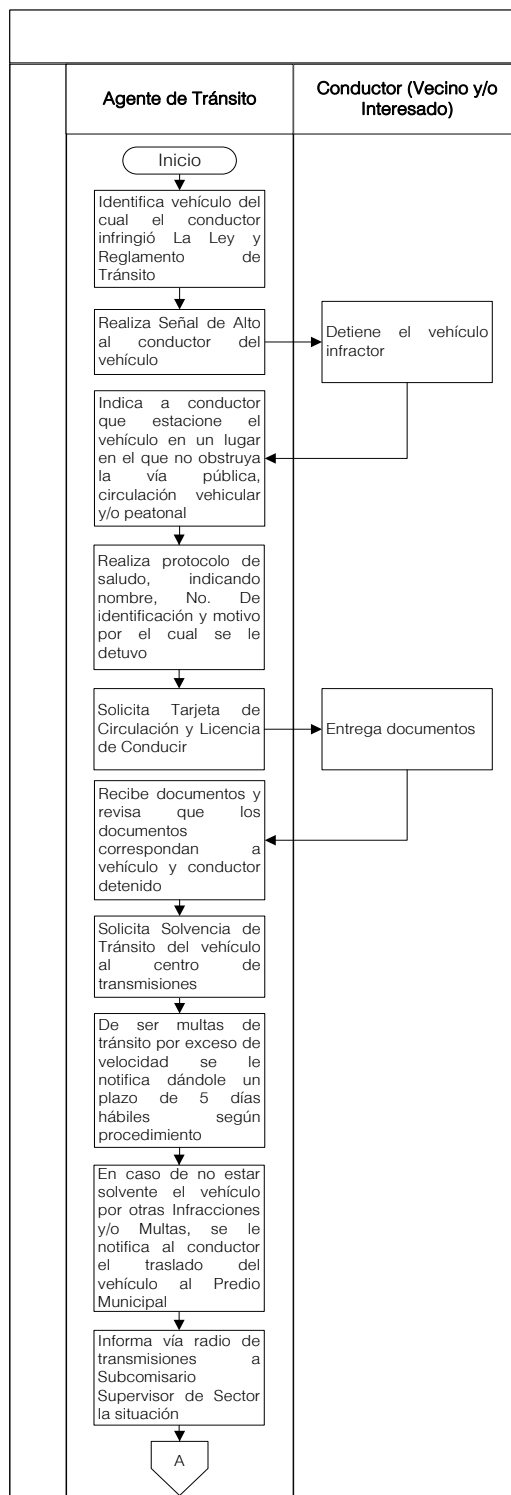 Agente de Tránsito
Conductor (Vecino y/o
Interesado)
Inicio
Identifica vehículo del
cual el conductor
infringió La Ley y
Reglamento de
Tránsito
Realiza Señal de Alto
al conductor del
vehículo
Detiene el vehículo
infractor
Indica a conductor
que estacione el
vehículo en un lugar
en el que no obstruya
la vía pública,
circulación vehicular
y/o peatonal
Realiza protocolo de
saludo, indicando
nombre, No. De
identificación y motivo
por el cual se le
detuvo
Solicita Tarjeta de
Circulación y Licencia
de Conducir
Entrega documentos
Recibe documentos y
revisa que los
documentos
correspondan a
vehículo y conductor
detenido
Solicita Solvencia de
Tránsito del vehículo
al centro de
transmisiones
De ser multas de
tránsito por exceso de
velocidad se le
notifica dándole un
plazo de 5 días
hábiles según
procedimiento
En caso de no estar
solvente el vehículo
por otras Infracciones
y/o Multas, se le
notifica al conductor
el traslado del
vehículo al Predio
Municipal
Informa vía radio de
transmisiones a
Subcomisario
Supervisor de Sector
la situación
A